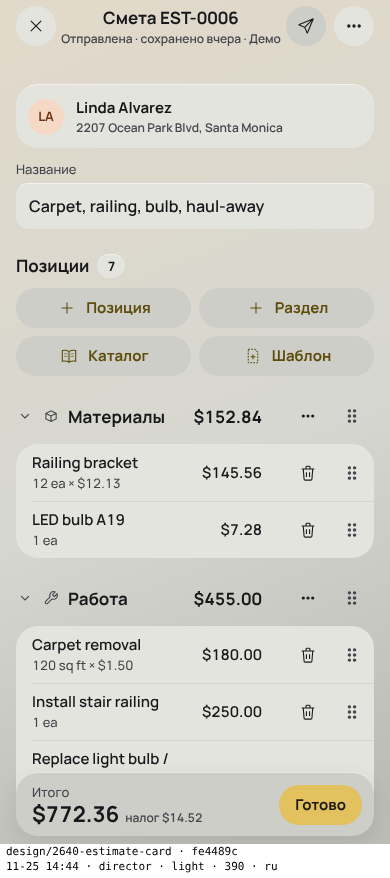 Смета EST-0006
Отправлена · сохранено вчера · Демо
LA
Linda Alvarez
2207 Ocean Park Blvd, Santa Monica
Название
Carpet, railing, bulb, haul-away
Позиции 7
Позиция
Раздел
Каталог
Шаблон
Материалы $152.84
Railing bracket
12 ea × $12.13
$145.56
LED bulb A19
1 ea
$7.28
Работа $455.00
Carpet removal
120 sq ft × $1.50
$180.00
Install stair railing
1 ea
$250.00
Replace light bulb /
Итого
$772.36 налог $14.52
Готово
design/2640-estimate-card · fe4489c
11-25 14:44 · director · light · 390 · ru